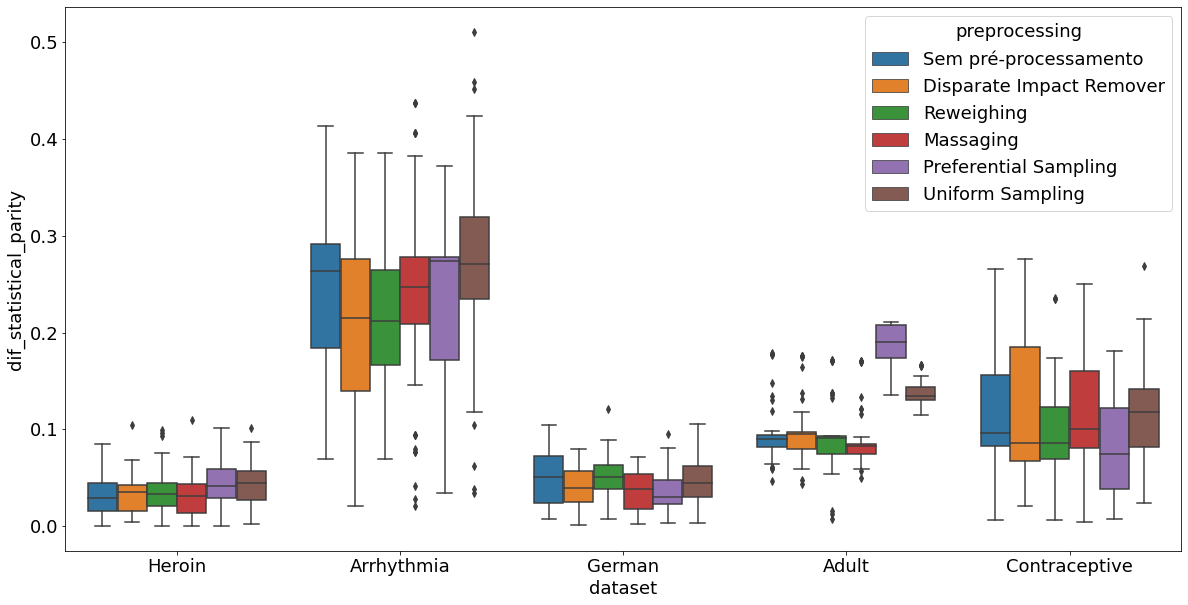 preprocessing
Sem pré-processamento
Disparate Impact Remover
Reweighing
Massaging
Preferential Sampling
Uniform Sampling
dif_statistical_parity
0.5
0.4
0.3
0.2
0.1
0.0
Heroin Arrhythmia German Adult Contraceptive
dataset